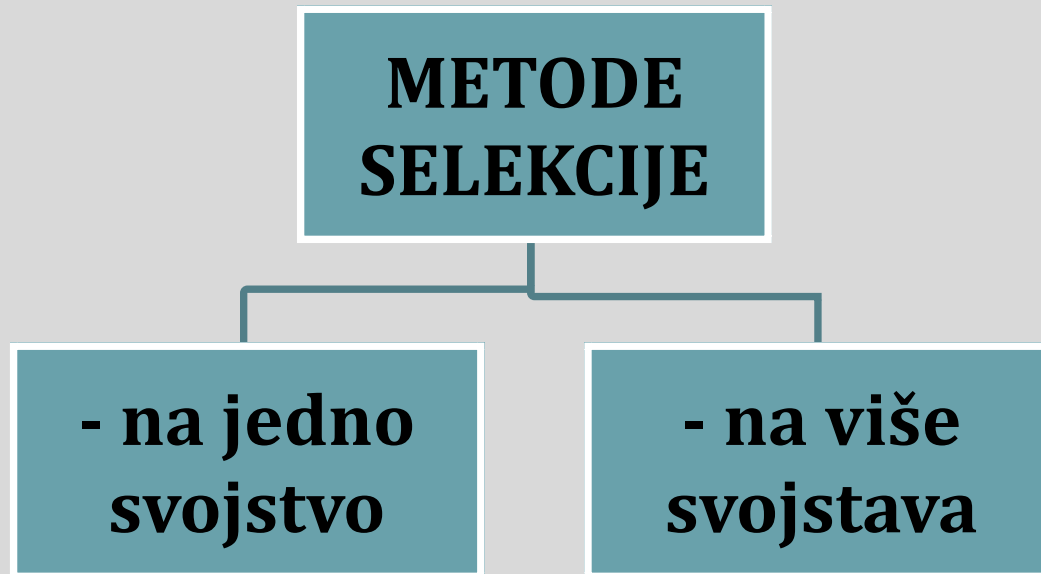 METODE
SELEKCIJE
- na jedno
svojstvo
- na više
svojstava